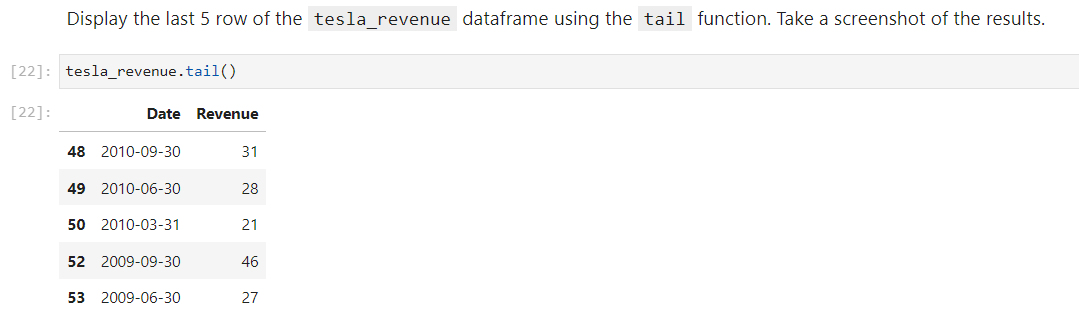 Display the last 5 row of the tesla_revenue dataframe using the tail function. Take a screenshot of the results.
[22]: tesla_revenue.tail()
[22]: Date Revenue
48 2010-09-30 31
49 2010-06-30 28
50 2010-03-31 21
52 2009-09-30 46
53 2009-06-30 27